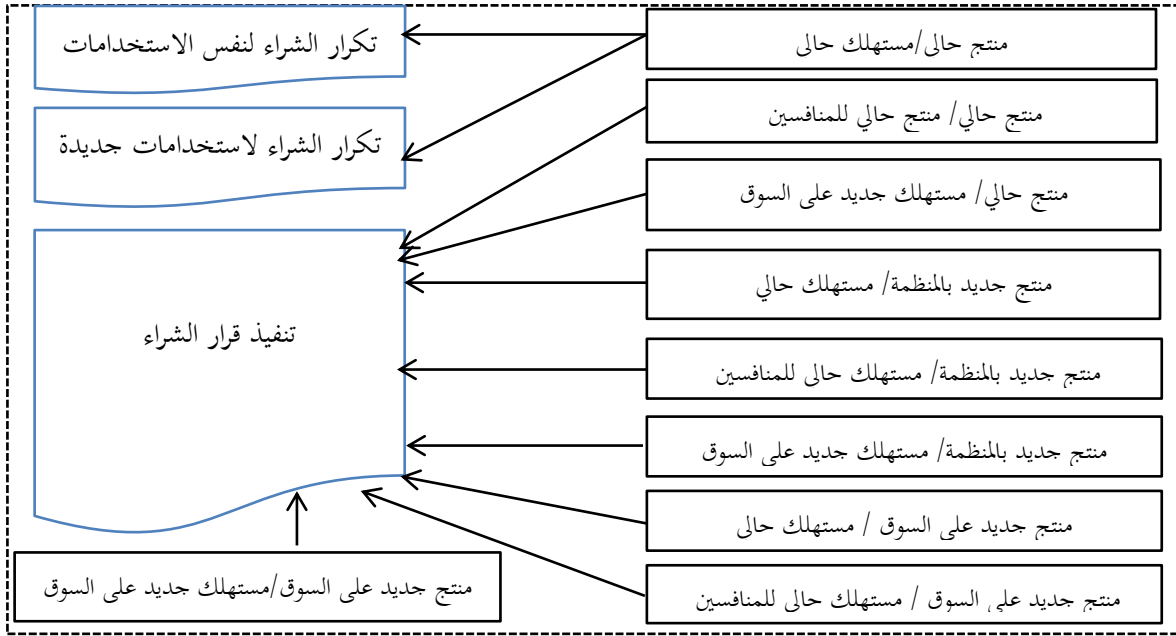 منتج حالى/مستهلك حالى
تكرار الشراء لنفس الاستخدامات
منتج حالي/ منتج حالي للمنافسين
تكرار الشراء لاستخدامات جديدة
منتج حالي/ مستهلك جديد على السوق
منتج جديد بالمنظمة/ مستهلك حالي
تنفيذ قرار الشراء
منتج جديد بالمنظمة/ مستهلك حالى للمنافسين
منتج جديد بالمنظمة/ مستهلك جديد على السوق
منتج جديد على السوق / مستهلك حالى
منتج جديد على السوق / مستهلك حالى للمنافسين
منتج جديد على السوق/مستهلك جديد على السوق